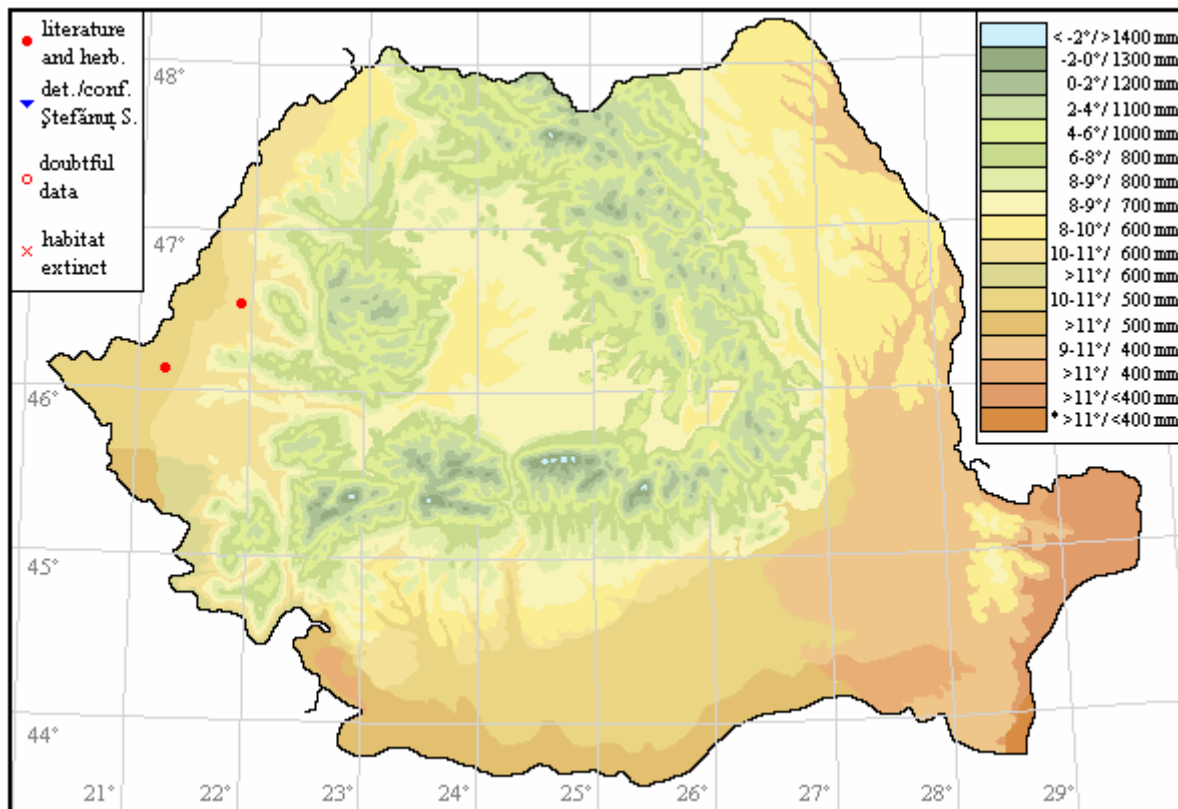 literature
and herb.
det./conf.
Ştefănuţ S.
doubtful
data
habitat
extinct
< -2°/>1400 mm
-2-0°/1300 mm
0-2°/1200 mm
2-4°/1100 mm
4-6°/1000 mm
6-8°/ 800 mm
8-9°/ 800 mm
8-9°/ 700 mm
8-10°/ 600 mm
10-11°/ 600 mm
>11°/ 600 mm
10-11°/ 500 mm
>11°/ 500 mm
9-11°/ 400 mm
>11°/ 400 mm
>11°/<400 mm
* >11°/<400 mm
48°
47°
46°
45°
44°
21° 22° 23° 24° 25° 26° 27° 28° 29°